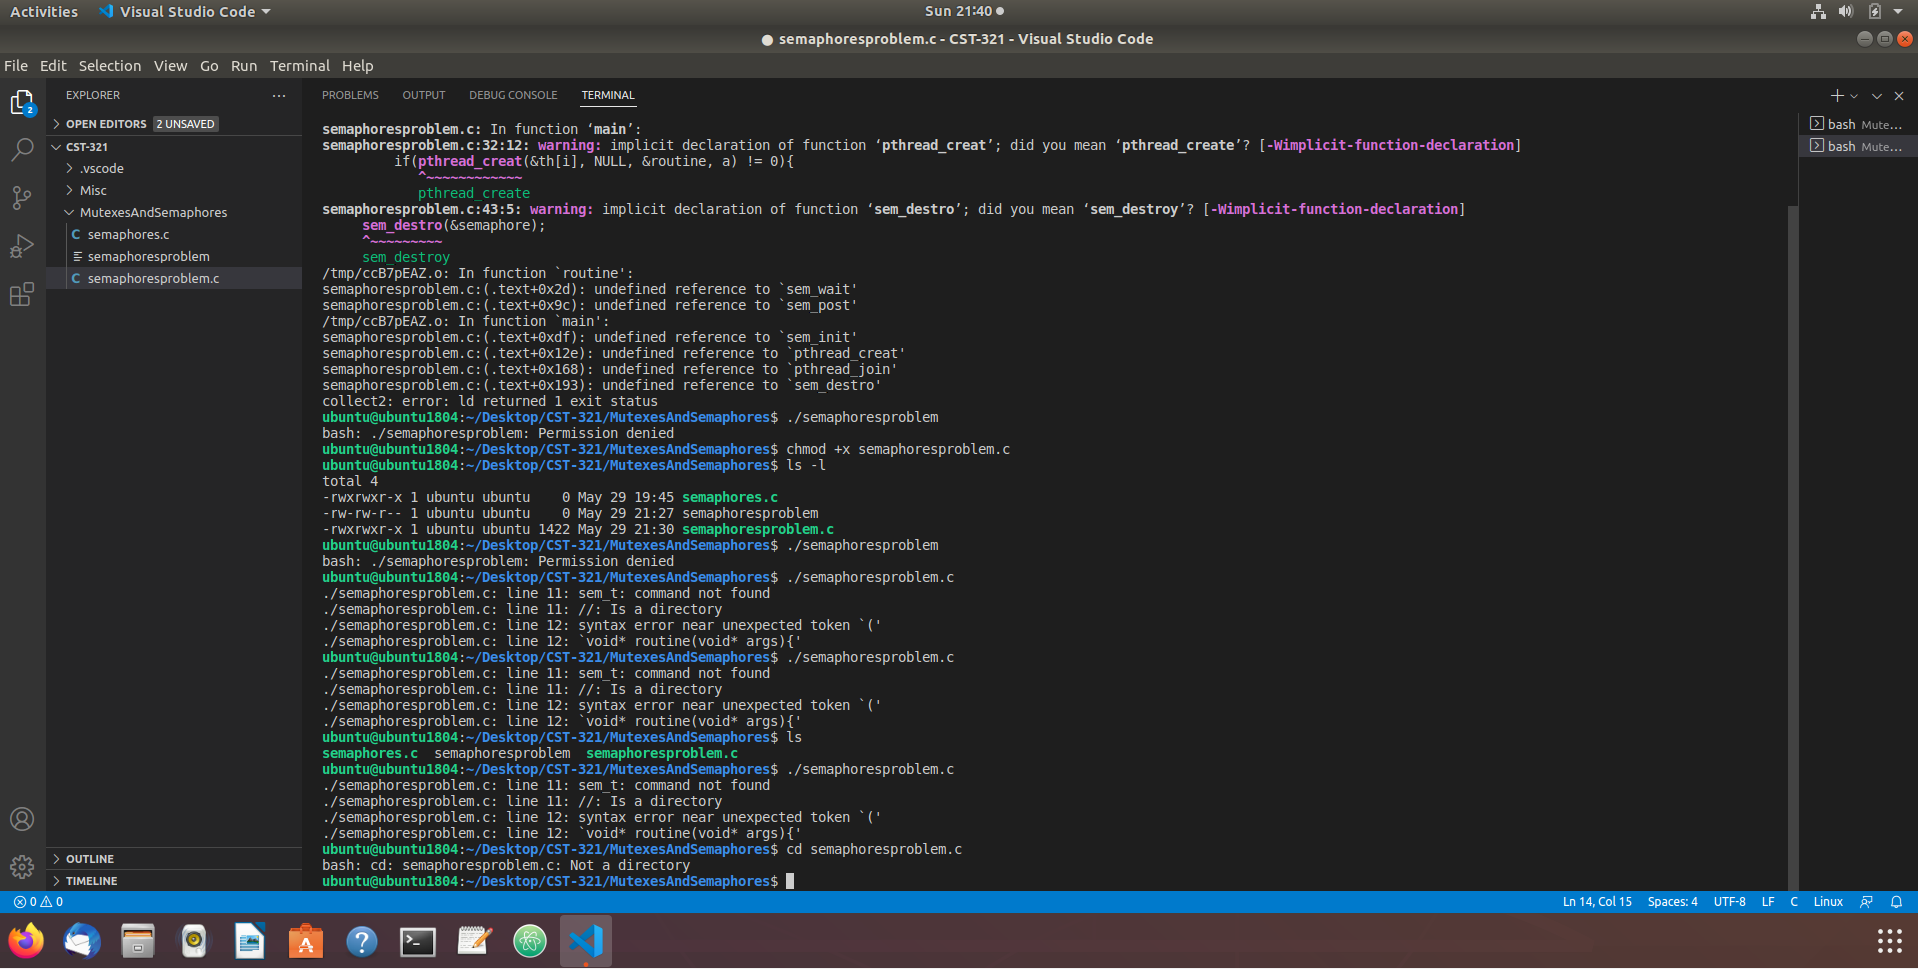 Activities Visual Studio Code Sun 21:40
semaphoresproblem.c - CST-321 - Visual Studio Code
File Edit Selection View Go Run Terminal Help
EXPLORER ···
OPEN EDITORS 2 UNSAVED
CST-321
.vscode
Misc
MutexesAndSemaphores
C semaphores.c
semaphoresproblem
C semaphoresproblem.c
OUTLINE
TIMELINE
2
PROBLEMS OUTPUT DEBUG CONSOLE TERMINAL
bash Mute...
bash Mute...
semaphoresproblem.c: In function ‘main’:
semaphoresproblem.c:32:12: warning: implicit declaration of function ‘pthread_creat’; did you mean ‘pthread_create’? [-Wimplicit-function-declaration]
if(pthread_creat(&th[i], NULL, &routine, a) != 0){
^~~~~~~~~~~~~
pthread_create
semaphoresproblem.c:43:5: warning: implicit declaration of function ‘sem_destro’; did you mean ‘sem_destroy’? [-Wimplicit-function-declaration]
sem_destro(&semaphore);
^~~~~~~~~~
sem_destroy
/tmp/ccB7pEAZ.o: In function `routine':
semaphoresproblem.c:(.text+0x2d): undefined reference to `sem_wait'
semaphoresproblem.c:(.text+0x9c): undefined reference to `sem_post'
/tmp/ccB7pEAZ.o: In function `main':
semaphoresproblem.c:(.text+0xdf): undefined reference to `sem_init'
semaphoresproblem.c:(.text+0x12e): undefined reference to `pthread_creat'
semaphoresproblem.c:(.text+0x168): undefined reference to `pthread_join'
semaphoresproblem.c:(.text+0x193): undefined reference to `sem_destro'
collect2: error: ld returned 1 exit status
ubuntu@ubuntu1804:~/Desktop/CST-321/MutexesAndSemaphores$ ./semaphoresproblem
bash: ./semaphoresproblem: Permission denied
ubuntu@ubuntu1804:~/Desktop/CST-321/MutexesAndSemaphores$ chmod +x semaphoresproblem.c
ubuntu@ubuntu1804:~/Desktop/CST-321/MutexesAndSemaphores$ ls -l
total 4
-rwxrwxr-x 1 ubuntu ubuntu    0 May 29 19:45 semaphores.c
-rw-rw-r-- 1 ubuntu ubuntu    0 May 29 21:27 semaphoresproblem
-rwxrwxr-x 1 ubuntu ubuntu 1422 May 29 21:30 semaphoresproblem.c
ubuntu@ubuntu1804:~/Desktop/CST-321/MutexesAndSemaphores$ ./semaphoresproblem
bash: ./semaphoresproblem: Permission denied
ubuntu@ubuntu1804:~/Desktop/CST-321/MutexesAndSemaphores$ ./semaphoresproblem.c
./semaphoresproblem.c: line 11: sem_t: command not found
./semaphoresproblem.c: line 11: //: Is a directory
./semaphoresproblem.c: line 12: syntax error near unexpected token `('
./semaphoresproblem.c: line 12: `void* routine(void* args){'
ubuntu@ubuntu1804:~/Desktop/CST-321/MutexesAndSemaphores$ ./semaphoresproblem.c
./semaphoresproblem.c: line 11: sem_t: command not found
./semaphoresproblem.c: line 11: //: Is a directory
./semaphoresproblem.c: line 12: syntax error near unexpected token `('
./semaphoresproblem.c: line 12: `void* routine(void* args){'
ubuntu@ubuntu1804:~/Desktop/CST-321/MutexesAndSemaphores$ ls
semaphores.c  semaphoresproblem  semaphoresproblem.c
ubuntu@ubuntu1804:~/Desktop/CST-321/MutexesAndSemaphores$ ./semaphoresproblem.c
./semaphoresproblem.c: line 11: sem_t: command not found
./semaphoresproblem.c: line 11: //: Is a directory
./semaphoresproblem.c: line 12: syntax error near unexpected token `('
./semaphoresproblem.c: line 12: `void* routine(void* args){'
ubuntu@ubuntu1804:~/Desktop/CST-321/MutexesAndSemaphores$ cd semaphoresproblem.c
bash: cd: semaphoresproblem.c: Not a directory
ubuntu@ubuntu1804:~/Desktop/CST-321/MutexesAndSemaphores$
0 0 Ln 14, Col 15 Spaces: 4 UTF-8 LF C Linux